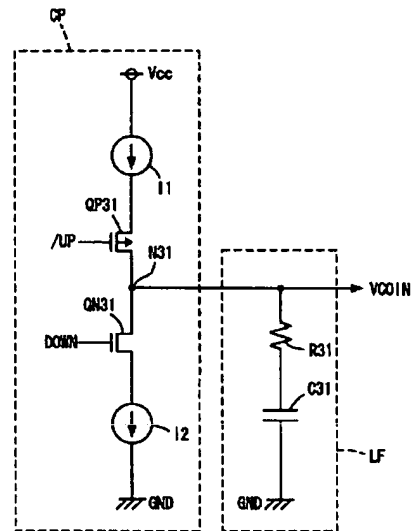 CP
Vcc
I1
QP31
/UP
N31
QN31
VCOIN
DOWN
R31
C31
I2
LF
GND
GND